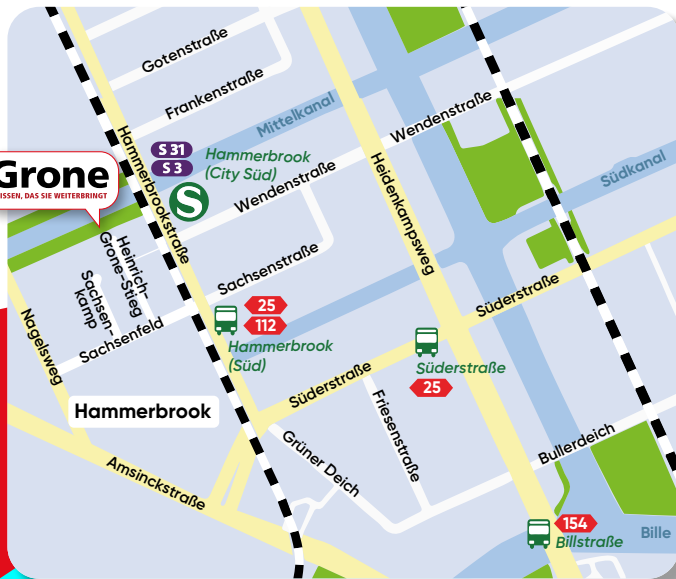 Gotenstraße
Frankenstraße
Mittelkanal
Wendenstraße
Hammerbrookstraße
S 31
S 3
Hammerbrook
(City Süd)
S
Grone
ISSEN, DAS SIE WEITERBRINGT
Wendenstraße
Heidenkampsweg
Südkanal
Heinrich-
Grone-Stieg
Sachsen-
kamp
Sachsenstraße
Süderstraße
25
112
Hammerbrook
(Süd)
Nagelsweg
Sachsenfeld
Süderstraße
25
Süderstraße
Hammerbrook
Friesenstraße
Grüner Deich
Bullerdeich
Amsinckstraße
154
Billstraße
Bille